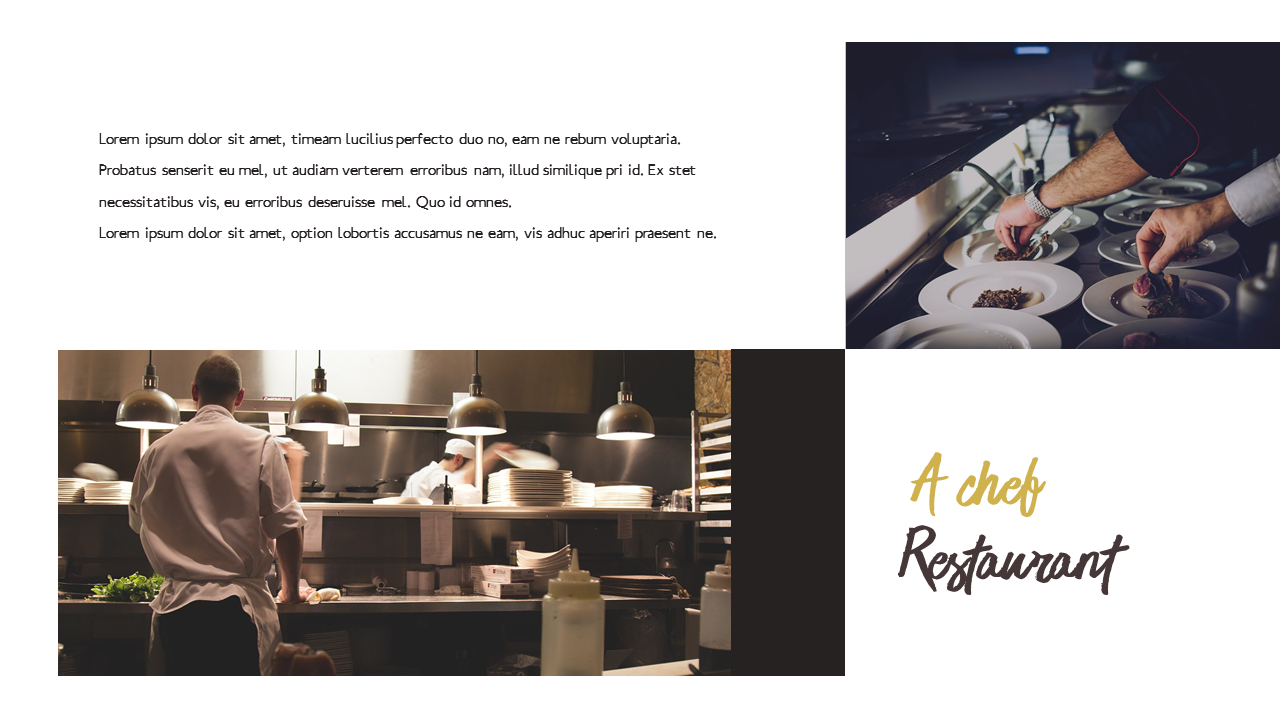 Lorem ipsum dolor sit amet, timeam lucilius perfecto duo no, eam ne rebum voluptaria.
Probatus senserit eu mel, ut audiam verterem erroribus nam, illud similique pri id. Ex stet
necessitatibus vis, eu erroribus deseruisse mel. Quo id omnes.
Lorem ipsum dolor sit amet, option lobortis accusamus ne eam, vis adhuc aperiri praesent ne.
A chef
Restaurant